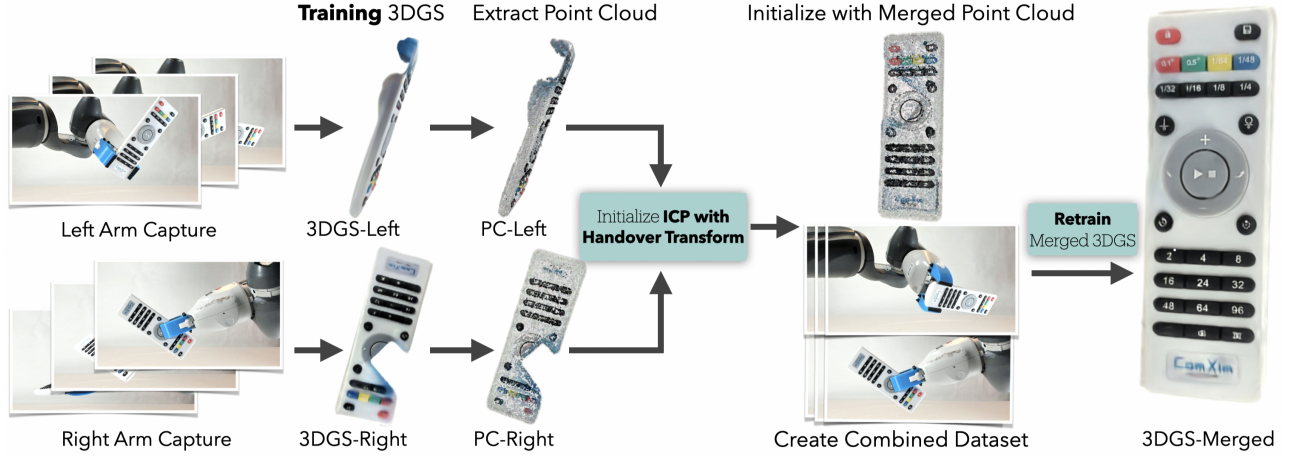 Training 3DGS
Extract Point Cloud
Initialize with Merged Point Cloud
Left Arm Capture
3DGS-Left
PC-Left
Initialize ICP with
Handover Transform
Retrain
Merged 3DGS
Right Arm Capture
3DGS-Right
PC-Right
Create Combined Dataset
3DGS-Merged
0.1° 0.5° 1/64 1/48
1/32 1/16 1/8 1/4
2 4 8
16 24 32
48 64 96
ComXim